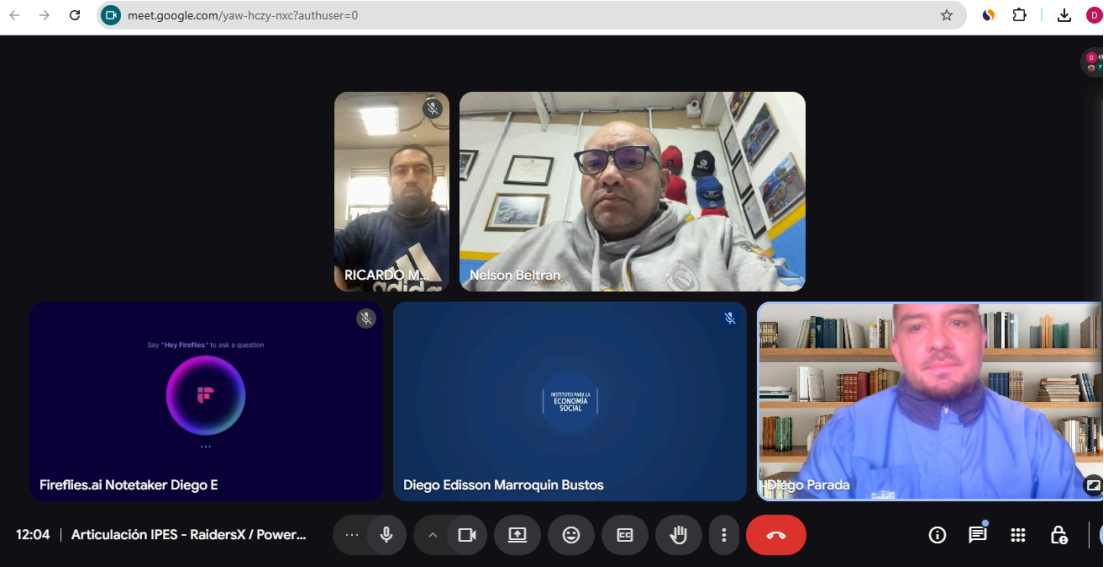 meet.google.com/yaw-hczy-nxc?authuser=0
D
D
RICARDO M...
adidas
Nelson Beltran
Say "Hey Fireflies" to ask a question
Fireflies.ai Notetaker Diego E
INSTITUTO PARA LA
ECONOMÍA
SOCIAL
Diego Edisson Marroquin Bustos
Diego Parada
12:04 | Articulación IPES - RaidersX / Power...
CC